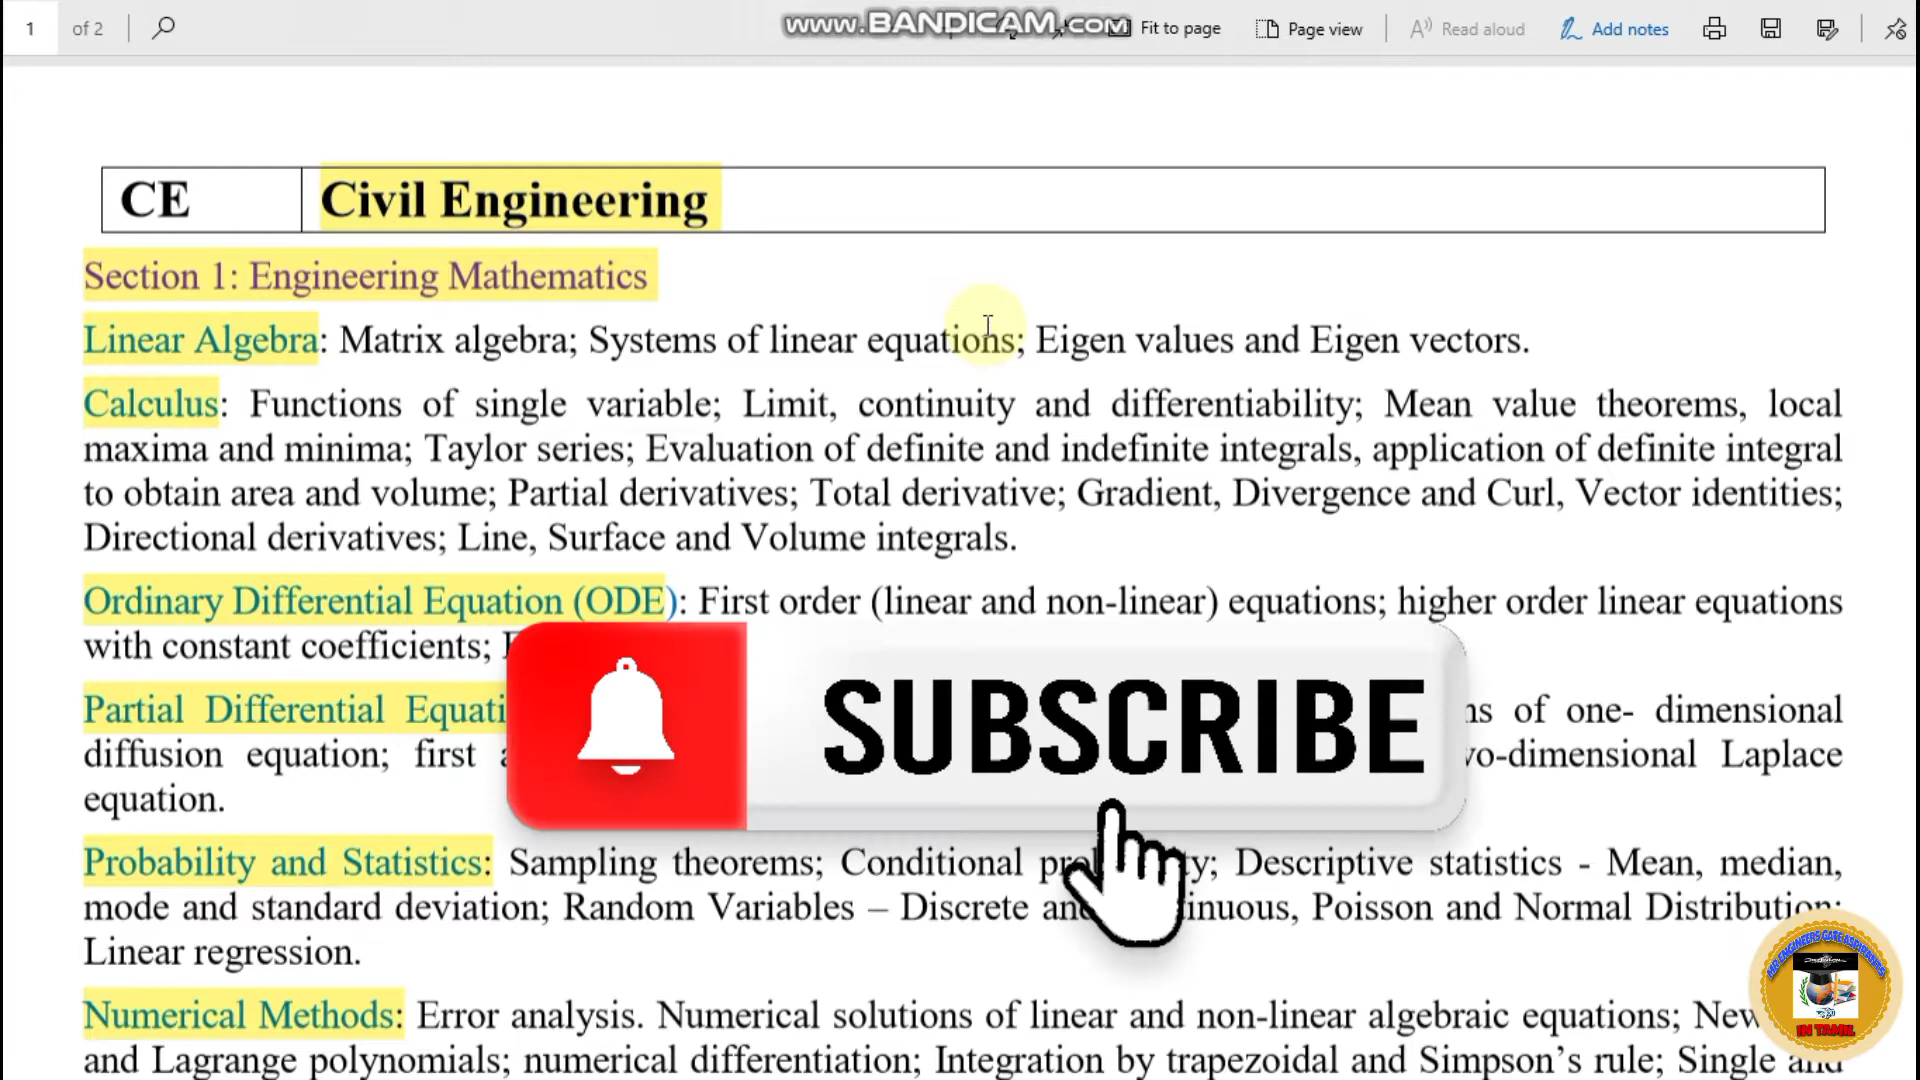 1 of 2 www.BANDICAM.com Fit to page Page view Read aloud Add notes
CE Civil Engineering
Section 1: Engineering Mathematics
Linear Algebra: Matrix algebra; Systems of linear equations; Eigen values and Eigen vectors.
Calculus: Functions of single variable; Limit, continuity and differentiability; Mean value theorems, local
maxima and minima; Taylor series; Evaluation of definite and indefinite integrals, application of definite integral
to obtain area and volume; Partial derivatives; Total derivative; Gradient, Divergence and Curl, Vector identities;
Directional derivatives; Line, Surface and Volume integrals.
Ordinary Differential Equation (ODE): First order (linear and non-linear) equations; higher order linear equations
with constant coefficients;
Partial Differential of one- dimensional
diffusion equation; first Laplace
equation.
SUBSCRIBE
Probability and Statistics: Sampling theorems; Conditional Descriptive statistics - Mean, median,
mode and standard deviation; Random Variables – Discrete Poisson and Normal Distribution;
Linear regression.
Numerical Methods: Error analysis. Numerical solutions of linear and non-linear algebraic equations;
and Lagrange polynomials; numerical differentiation; Integration by trapezoidal and Simpson's rule; Single and
MR ENGINEERS GATE ASPIRATORS
IN TAMIL